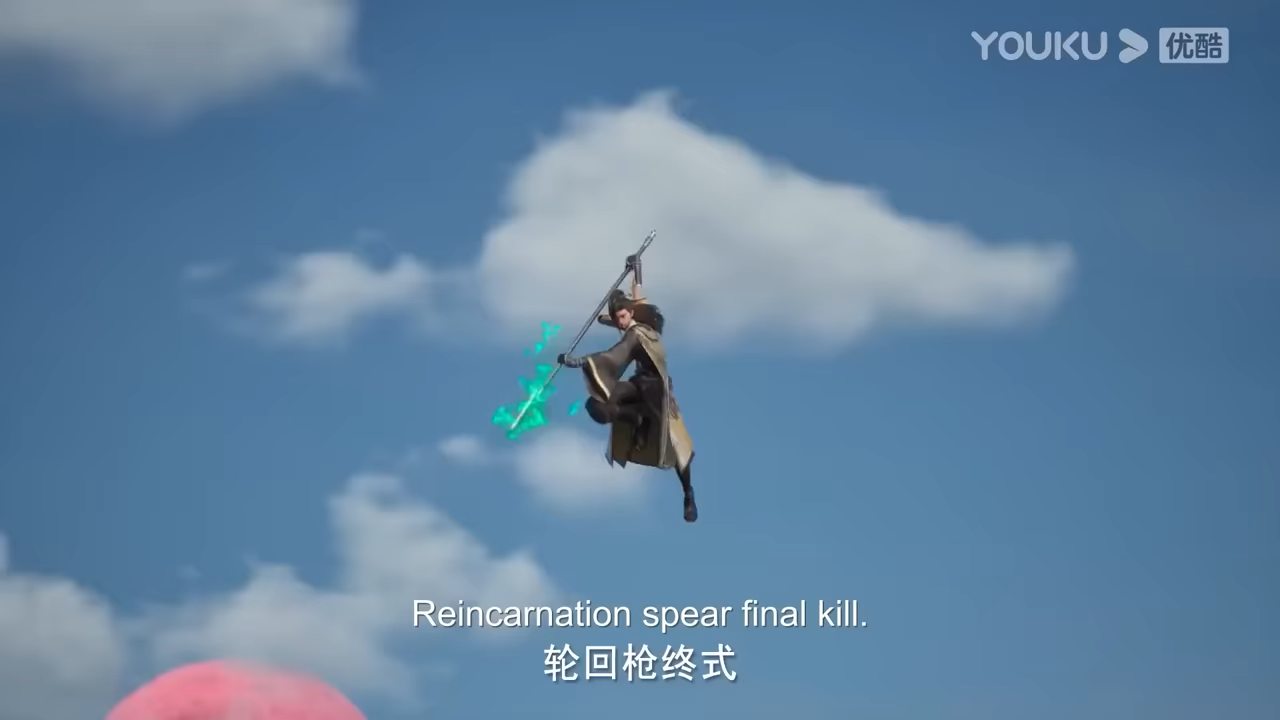 YOUKU 优酷
Reincarnation spear final kill.
轮回枪终式